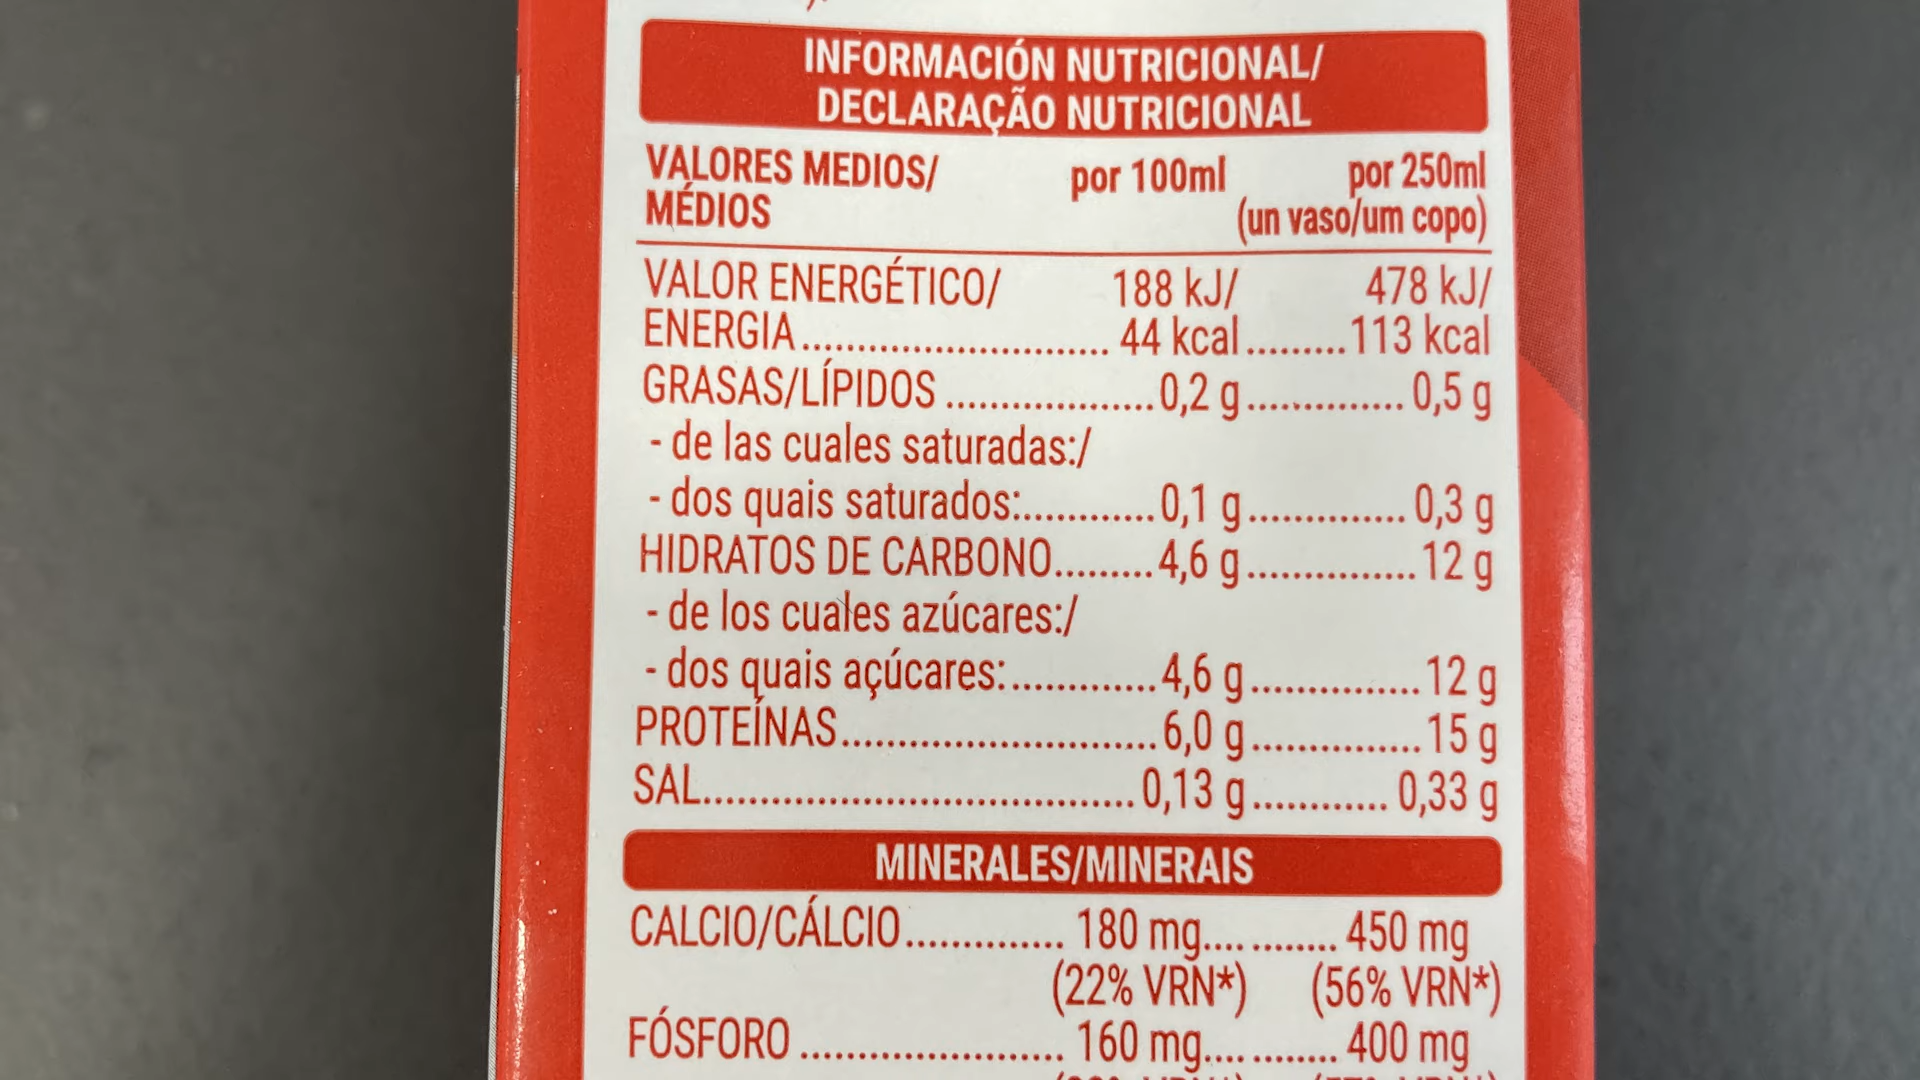 INFORMACIÓN NUTRICIONAL/
DECLARAÇÃO NUTRICIONAL
VALORES MEDIOS/ por 100ml por 250ml
MÉDIOS (un vaso/um copo)
VALOR ENERGÉTICO/ 188 kJ/ 478 kJ/
ENERGIA.............................. 44 kcal......... 113 kcal
GRASAS/LÍPIDOS .................... 0,2 g............... 0,5 g
- de las cuales saturadas:/
- dos quais saturados:............. 0,1 g............... 0,3 g
HIDRATOS DE CARBONO......... 4,6 g................ 12 g
- de los cuales azúcares:/
- dos quais açúcares:.............. 4,6 g................ 12 g
PROTEÍNAS.............................. 6,0 g................ 15 g
SAL......................................... 0,13 g............ 0,33 g
MINERALES/MINERAIS
CALCIO/CÁLCIO.............. 180 mg............ 450 mg
(22% VRN*) (56% VRN*)
FÓSFORO ....................... 160 mg............ 400 mg